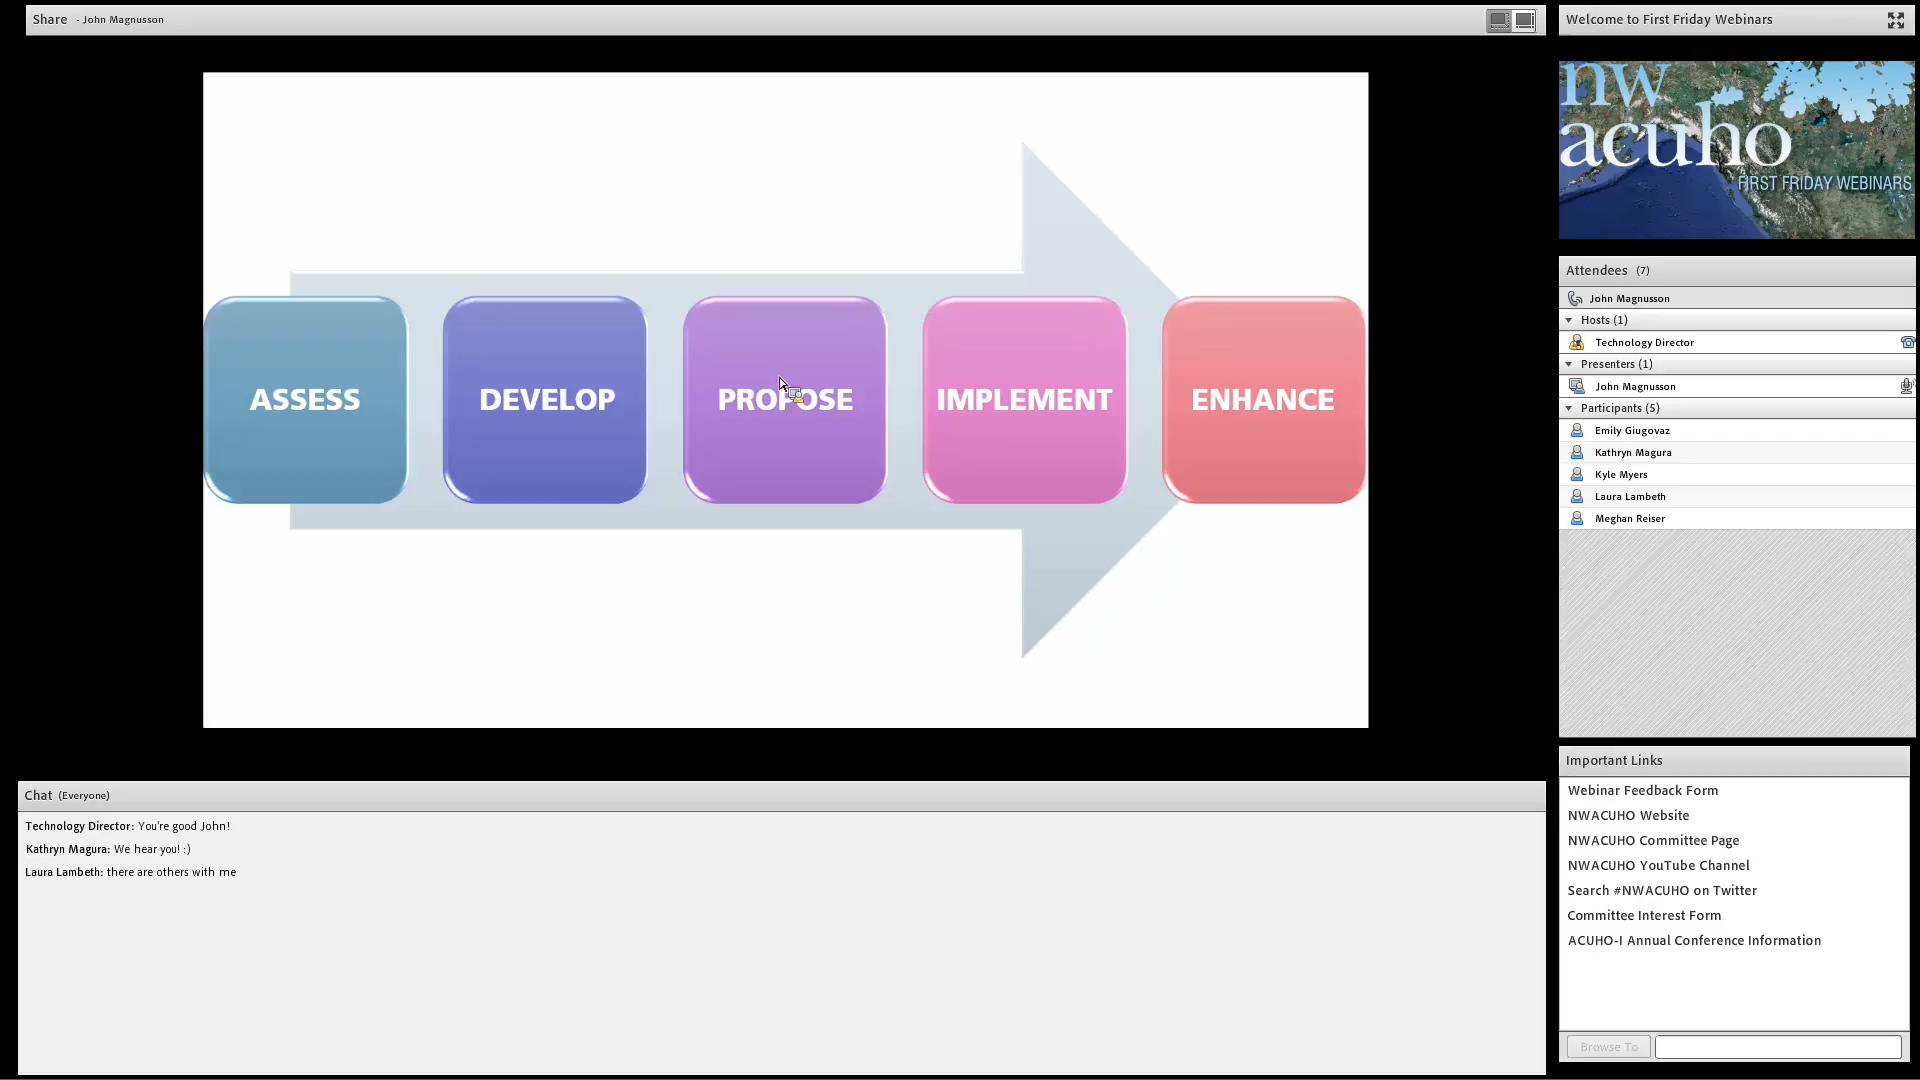 Share - John Magnusson
ASSESS
DEVELOP
PROPOSE
IMPLEMENT
ENHANCE
Chat (Everyone)
Technology Director: You're good John!
Kathryn Magura: We hear you! :)
Laura Lambeth: there are others with me
Welcome to First Friday Webinars
nw
acuho
FIRST FRIDAY WEBINARS
Attendees (7)
John Magnusson
Hosts (1)
Technology Director
Presenters (1)
John Magnusson
Participants (5)
Emily Giugovaz
Kathryn Magura
Kyle Myers
Laura Lambeth
Meghan Reiser
Important Links
Webinar Feedback Form
NWACUHO Website
NWACUHO Committee Page
NWACUHO YouTube Channel
Search #NWACUHO on Twitter
Committee Interest Form
ACUHO-I Annual Conference Information
Browse To